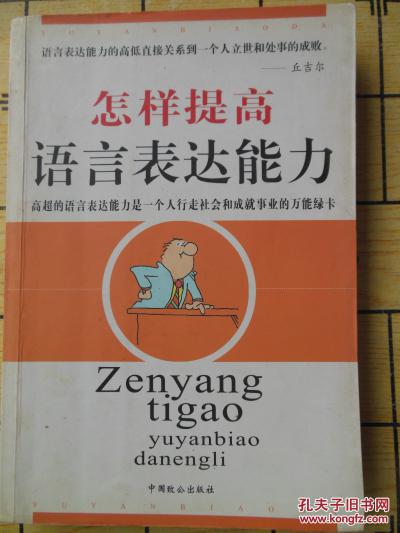 YUYANBIAODA
语言表达能力的高低直接关系到一个人立世和处事的成败。
——丘吉尔
怎样提高
语言表达能力
高超的语言表达能力是一个人行走社会和成就事业的万能绿卡
Zenyang
tigao
yuyanbiao
danengli
中国致公出版社
YUYANBIAO
孔夫子旧书网
KONGFZ.COM